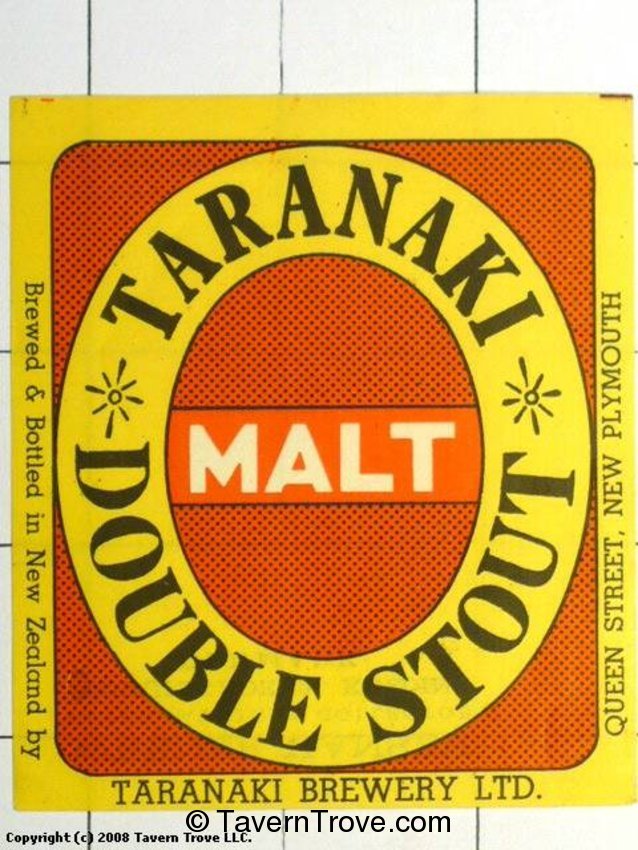 TARANAKI
MALT
DOUBLE STOUT
Brewed & Bottled in New Zealand by
TARANAKI BREWERY LTD.
QUEEN STREET, NEW PLYMOUTH
© TavernTrove.com
Copyright (c) 2008 Tavern Trove LLC.